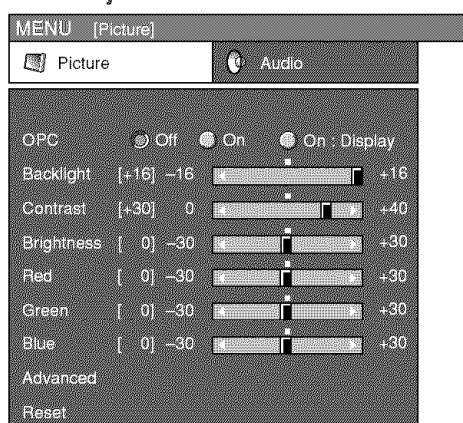 MENU [Picture]
Picture Audio
OPC Off On On : Display
Backlight [+16] –16 +16
Contrast [+30] 0 +40
Brightness [ 0] –30 +30
Red [ 0] –30 +30
Green [ 0] –30 +30
Blue [ 0] –30 +30
Advanced
Reset